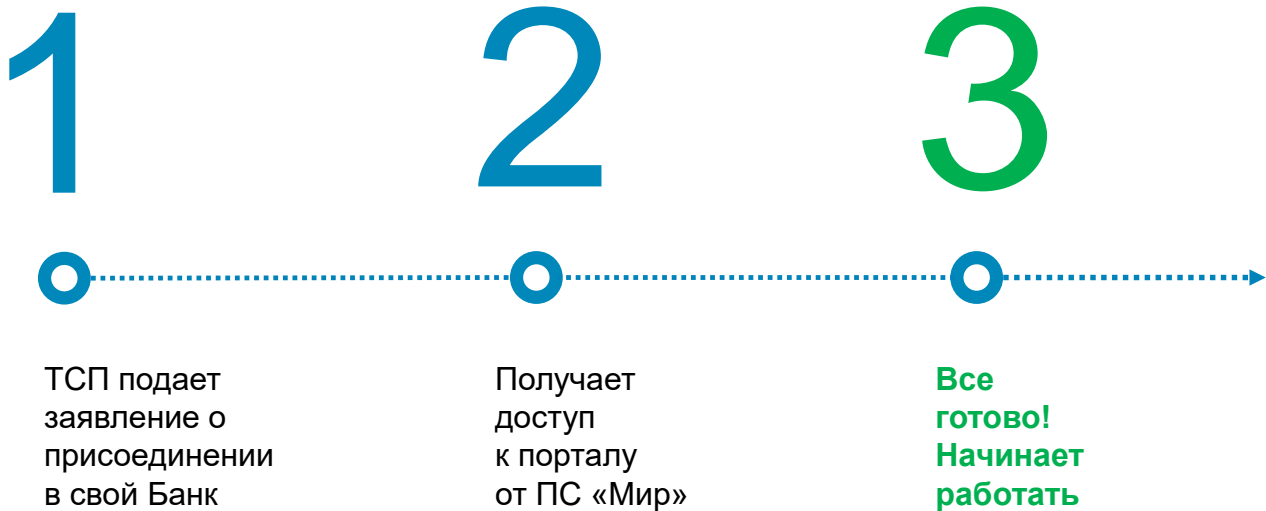 1
2
3
ТСП подает
заявление о
присоединении
в свой Банк
Получает
доступ
к порталу
от ПС «Мир»
Все
готово!
Начинает
работать